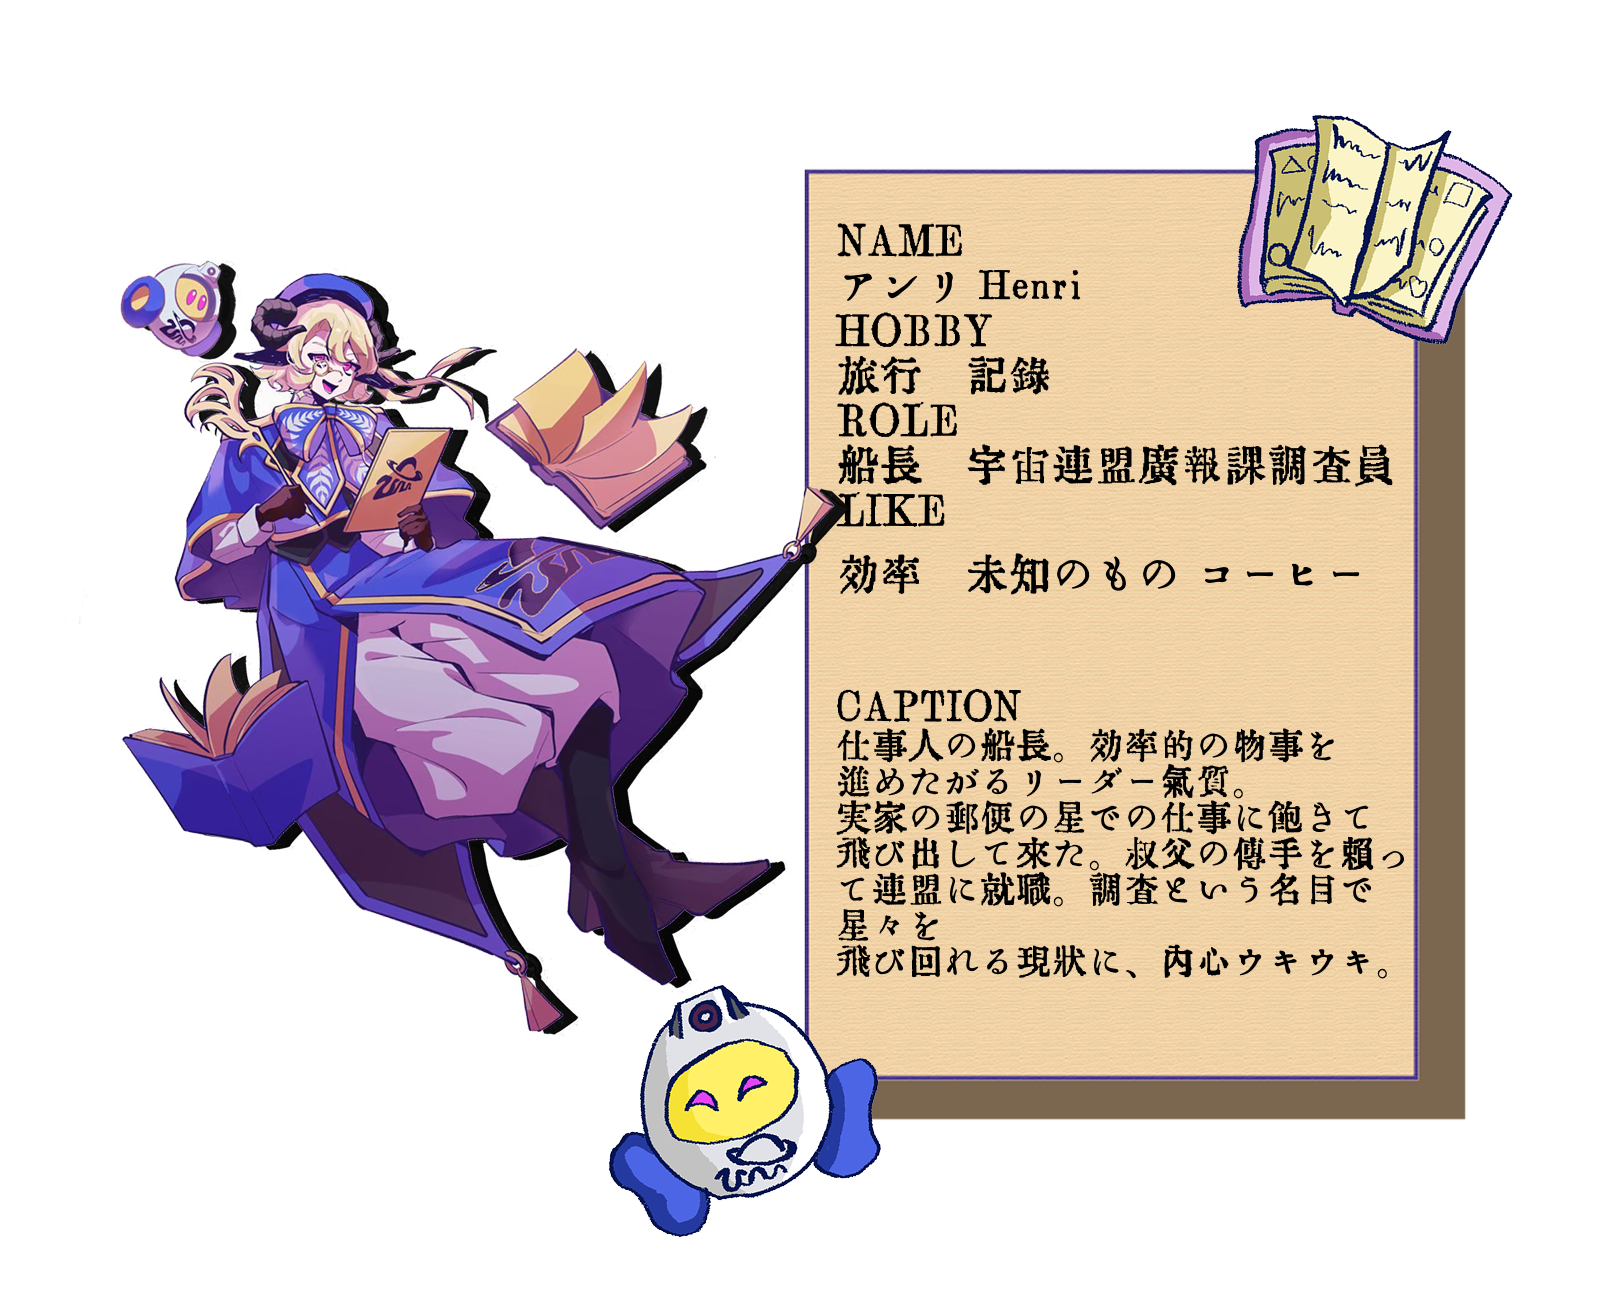 NAME
アンリ Henri
HOBBY
旅行　記錄
ROLE
船長　宇宙連盟廣報課調査員
LIKE
効率　未知のもの コーヒー
CAPTION
仕事人の船長。効率的の物事を
進めたがるリーダー氣質。
実家の郵便の星での仕事に飽きて
飛び出して來た。叔父の傳手を賴っ
て連盟に就職。調査という名目で
星々を
飛び回れる現狀に、内心ウキウキ。